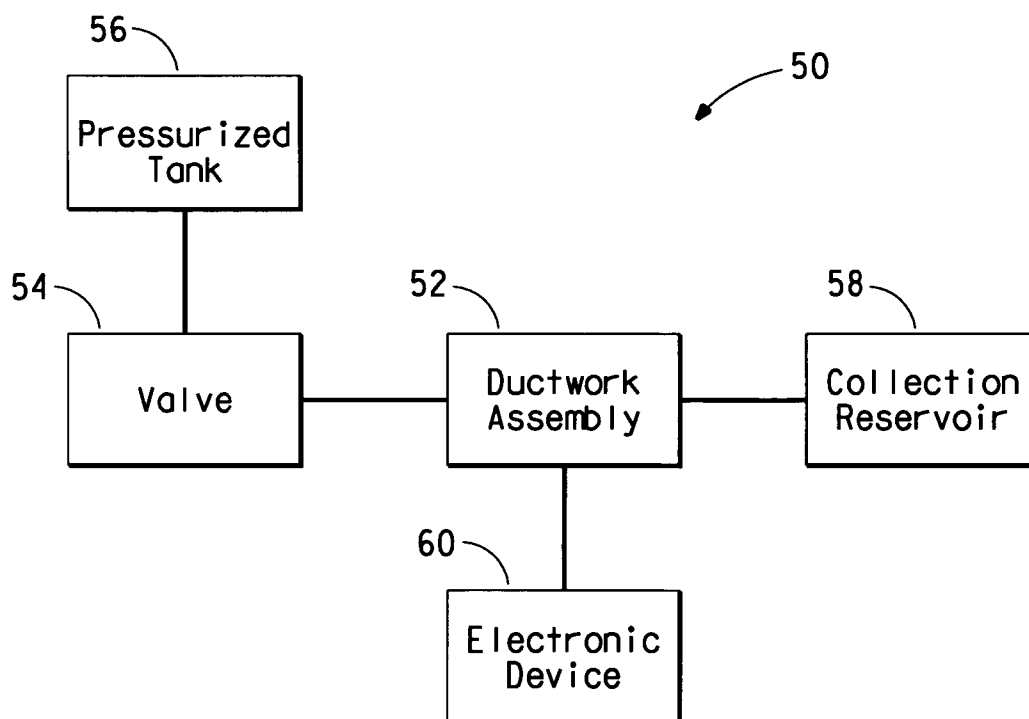 56
50
Pressurized
Tank
54
52
58
Valve
Ductwork
Assembly
Collection
Reservoir
60
Electronic
Device